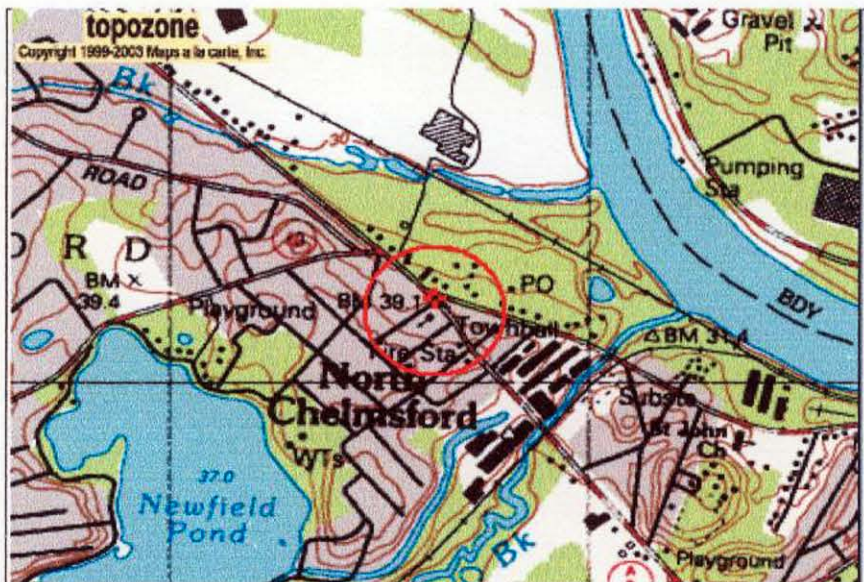 topozone
Copyright 1999-2003 Maps a la carte, Inc.
Gravel
Pit
Bk
30
ROAD
Pumping
Sta
O R D
BM
39.4
Playground
BM 39.1
PO
BDY
Townhall
Fire Sta
BM 31.4
North
Chelmsford
Substa
St John
Ch
WTs
37.0
Newfield
Pond
Bk
Playground